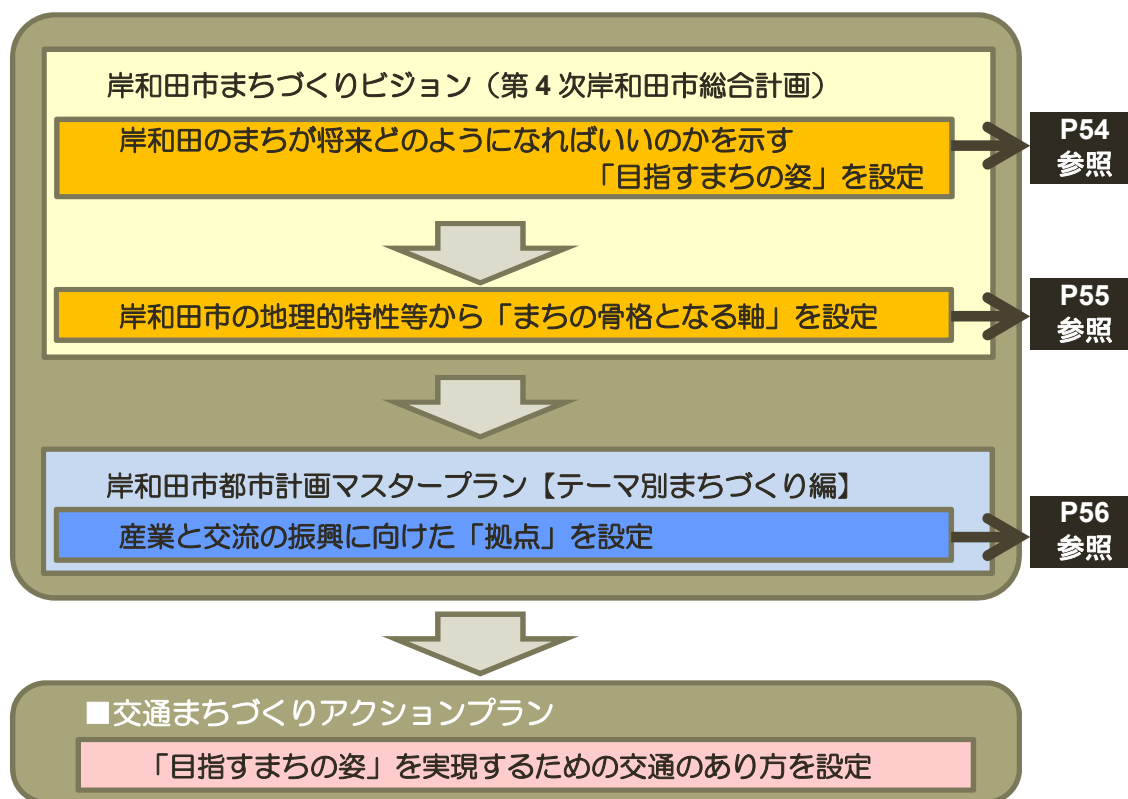 岸和田市まちづくりビジョン（第４次岸和田市総合計画）
岸和田のまちが将来どのようになればいいのかを示す
「目指すまちの姿」を設定
P54
参照
岸和田市の地理的特性等から「まちの骨格となる軸」を設定
P55
参照
岸和田市都市計画マスタープラン【テーマ別まちづくり編】
産業と交流の振興に向けた「拠点」を設定
P56
参照
■交通まちづくりアクションプラン
「目指すまちの姿」を実現するための交通のあり方を設定